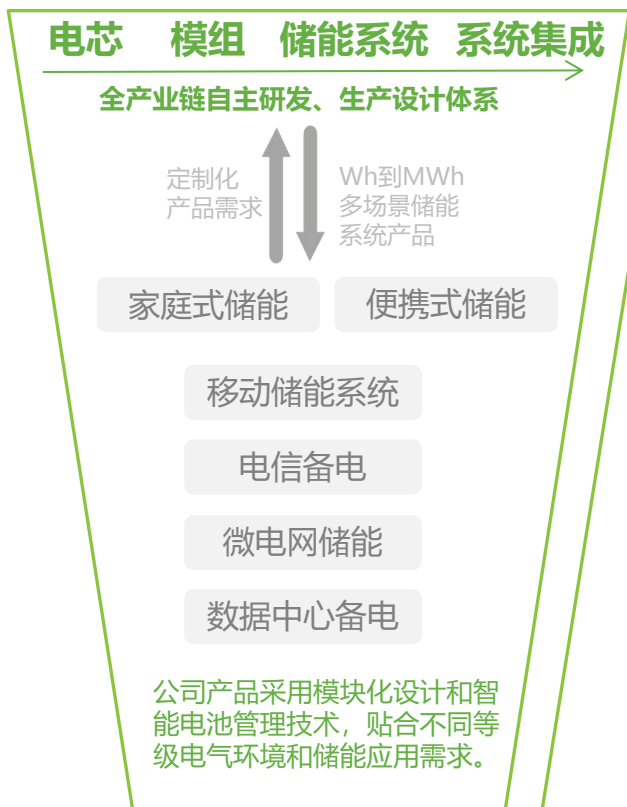 电芯 模组 储能系统 系统集成
全产业链自主研发、生产设计体系
定制化
产品需求
Wh到MWh
多场景储能
系统产品
家庭式储能
便携式储能
移动储能系统
电信备电
微电网储能
数据中心备电
公司产品采用模块化设计和智
能电池管理技术，贴合不同等
级电气环境和储能应用需求。